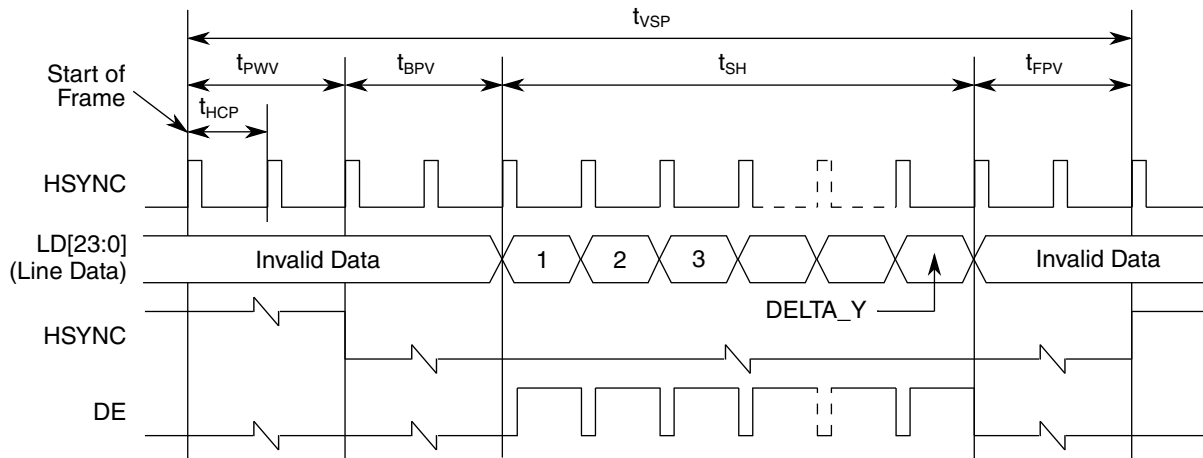 tVSP
tPWV tBPV tSH tFPV
Start of
Frame
tHCP
HSYNC
LD[23:0]
(Line Data)
Invalid Data 1 2 3 Invalid Data
DELTA_Y
HSYNC
DE